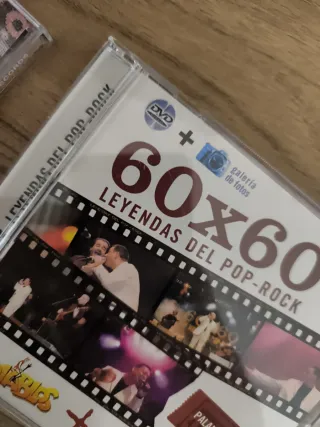 LEYENDAS DEL POP-ROCK
DVD
+
galería
de fotos
60x60
LEYENDAS DEL POP-ROCK